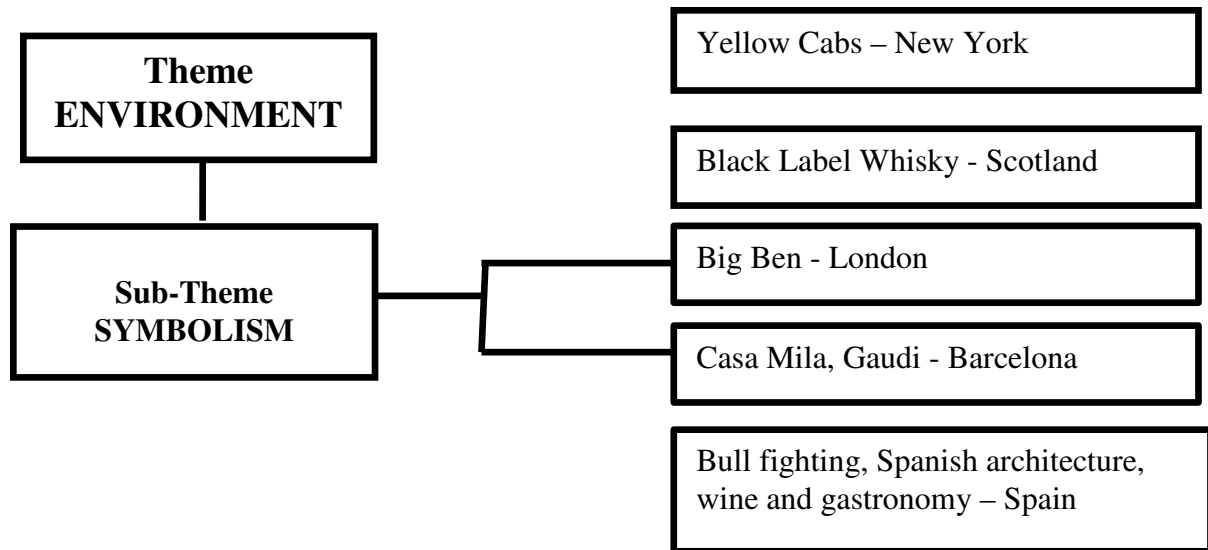 Theme
ENVIRONMENT
Sub-Theme
SYMBOLISM
Yellow Cabs – New York
Black Label Whisky - Scotland
Big Ben - London
Casa Mila, Gaudi - Barcelona
Bull fighting, Spanish architecture,
wine and gastronomy – Spain